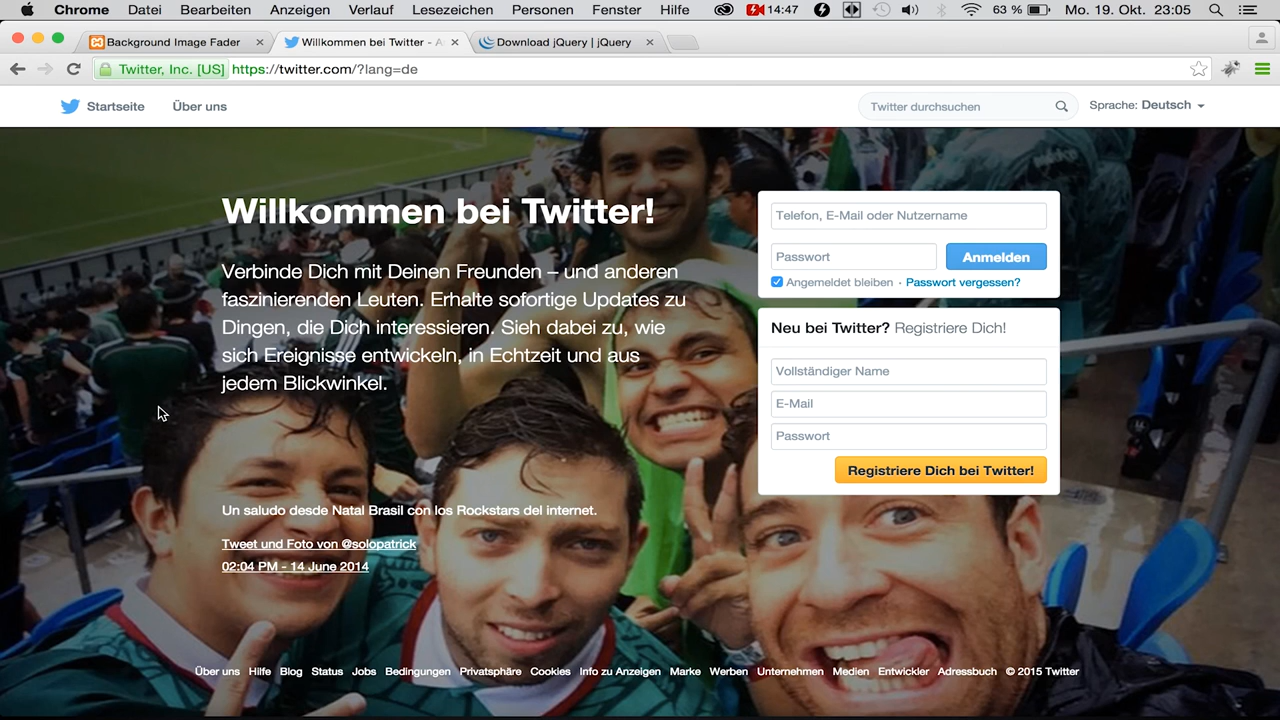 Chrome Datei Bearbeiten Anzeigen Verlauf Lesezeichen Personen Fenster Hilfe 14:47 63 % Mo. 19. Okt. 23:05
Background Image Fader Willkommen bei Twitter - A Download jQuery | jQuery
Twitter, Inc. [US] https://twitter.com/?lang=de
Startseite Über uns Twitter durchsuchen Sprache: Deutsch
Willkommen bei Twitter!
Verbinde Dich mit Deinen Freunden – und anderen
faszinierenden Leuten. Erhalte sofortige Updates zu
Dingen, die Dich interessieren. Sieh dabei zu, wie
sich Ereignisse entwickeln, in Echtzeit und aus
jedem Blickwinkel.
Un saludo desde Natal Brasil con los Rockstars del internet.
Tweet und Foto von @solopatrick
02:04 PM - 14 June 2014
Telefon, E-Mail oder Nutzername
Passwort Anmelden
Angemeldet bleiben · Passwort vergessen?
Neu bei Twitter? Registriere Dich!
Vollständiger Name
E-Mail
Passwort
Registriere Dich bei Twitter!
Über uns Hilfe Blog Status Jobs Bedingungen Privatsphäre Cookies Info zu Anzeigen Marke Werben Unternehmen Medien Entwickler Adressbuch © 2015 Twitter